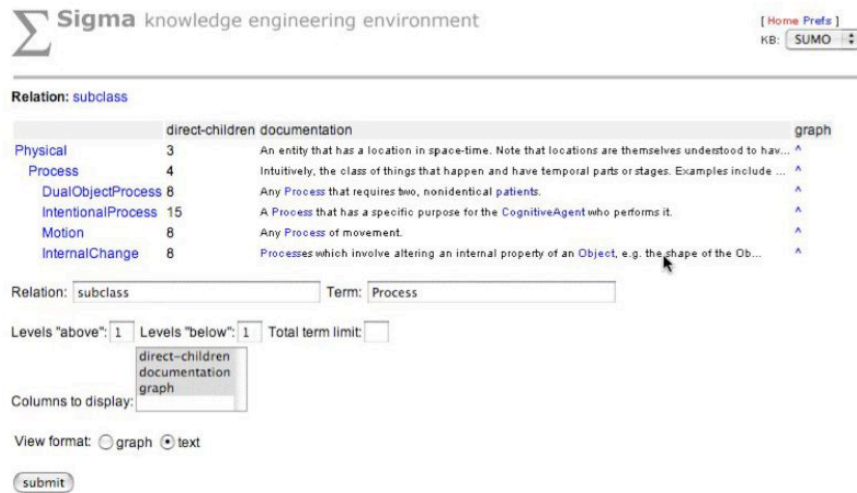 Sigma knowledge engineering environment
[ Home Prefs ]
KB: SUMO
Relation: subclass
direct-children documentation graph
Physical 3 An entity that has a location in space-time. Note that locations are themselves understood to hav... ^
Process 4 Intuitively, the class of things that happen and have temporal parts or stages. Examples include ... ^
DualObjectProcess 8 Any Process that requires two, nonidentical patients. ^
IntentionalProcess 15 A Process that has a specific purpose for the CognitiveAgent who performs it. ^
Motion 8 Any Process of movement. ^
InternalChange 8 Processes which involve altering an internal property of an Object, e.g. the shape of the Ob... ^
Relation: subclass Term: Process
Levels "above": 1 Levels "below": 1 Total term limit:
direct-children
documentation
graph
Columns to display:
View format: graph text
submit